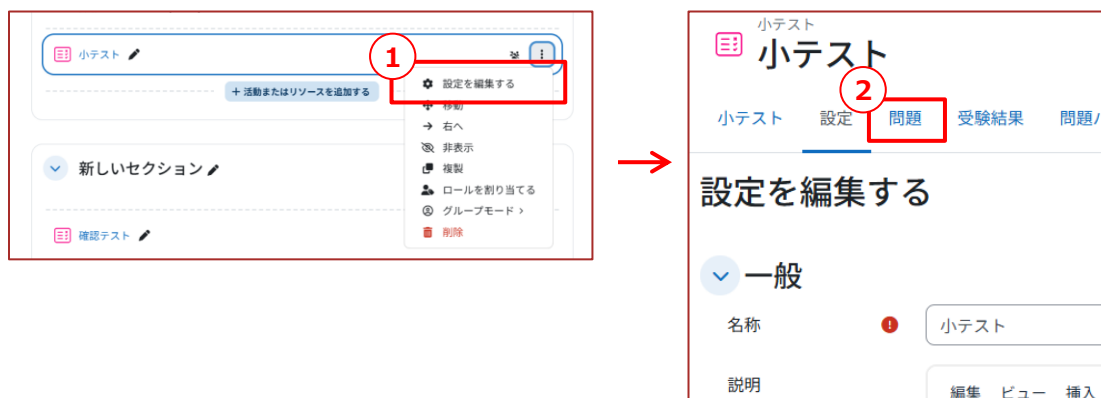 小テスト
1
設定を編集する
+ 活動またはリソースを追加する
移動
右へ
非表示
新しいセクション
複製
ロールを割り当てる
グループモード >
確認テスト
削除
小テスト
小テスト
2
小テスト 設定 問題 受験結果
設定を編集する
一般
名称
小テスト
説明
編集 ビュー 挿入